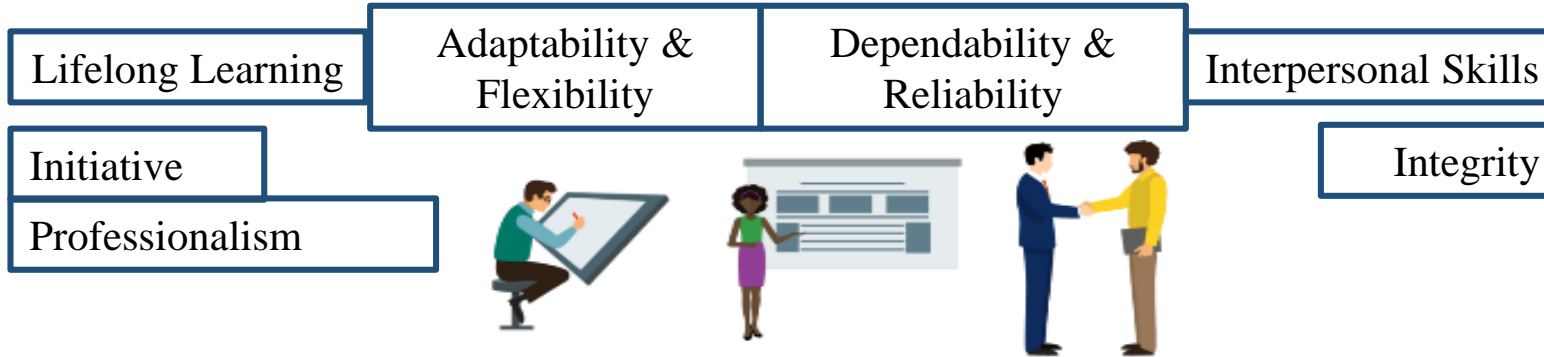 Lifelong Learning
Adaptability &
Flexibility
Dependability &
Reliability
Interpersonal Skills
Initiative
Integrity
Professionalism